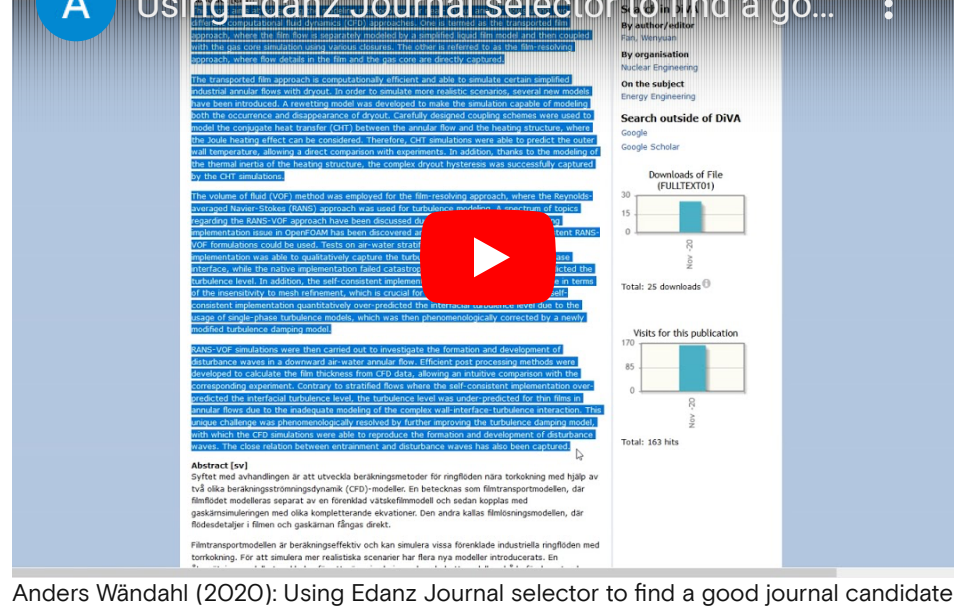 A
Using Edanz Journal selector to find a go...
different computational fluid dynamics (CFD) approaches. One is termed as the transported film
approach, where the film flow is separately modeled by a simplified liquid film model and then coupled
with the gas core simulation using various closures. The other is referred to as the film-resolving
approach, where flow details in the film and the gas core are directly captured.
The transported film approach is computationally efficient and able to simulate certain simplified
industrial annular flows with dryout. In order to simulate more realistic scenarios, several new models
have been introduced. A rewetting model was developed to make the simulation capable of modeling
both the occurrence and disappearance of dryout. Carefully designed coupling schemes were used to
model the conjugate heat transfer (CHT) between the annular flow and the heating structure, where
the Joule heating effect can be considered. Therefore, CHT simulations were able to predict the outer
wall temperature, allowing a direct comparison with experiments. In addition, thanks to the modeling of
the thermal inertia of the heating structure, the complex dryout hysteresis was successfully captured
by the CHT simulations.
The volume of fluid (VOF) method was employed for the film-resolving approach, where the Reynolds-
averaged Navier-Stokes (RANS) approach was used for turbulence modeling. A spectrum of topics
regarding the RANS-VOF approach have been discussed du
implementation issue in OpenFOAM has been discovered a tent RANS-
VOF formulations could be used. Tests on air-water stratif
implementation was able to qualitatively capture the turbu ase
interface, while the native implementation failed catastrop icted the
turbulence level. In addition, the self-consistent implemen e in terms
of the insensitivity to mesh refinement, which is crucial for self-
consistent implementation quantitatively over-predicted the interfacial turbulence level due to the
usage of single-phase turbulence models, which was then phenomenologically corrected by a newly
modified turbulence damping model.
RANS-VOF simulations were then carried out to investigate the formation and development of
disturbance waves in a downward air-water annular flow. Efficient post processing methods were
developed to calculate the film thickness from CFD data, allowing an intuitive comparison with the
corresponding experiment. Contrary to stratified flows where the self-consistent implementation over-
predicted the interfacial turbulence level, the turbulence level was under-predicted for thin films in
annular flows due to the inadequate modeling of the complex wall-interface-turbulence interaction. This
unique challenge was phenomenologically resolved by further improving the turbulence damping model,
with which the CFD simulations were able to reproduce the formation and development of disturbance
waves. The close relation between entrainment and disturbance waves has also been captured.
Abstract [sv]
Syftet med avhandlingen är att utveckla beräkningsmetoder för ringflöden nära torkokning med hjälp av
två olika beräkningsströmningsdynamik (CFD)-modeller. En betecknas som filmtransportmodellen, där
filmflödet modelleras separat av en förenklad vätskefilmmodell och sedan kopplas med
gaskärnsimuleringen med olika kompletterande ekvationer. Den andra kallas filmlösningsmodellen, där
flödesdetaljer i filmen och gaskärnan fångas direkt.
Filmtransportmodellen är beräkningseffektiv och kan simulera vissa förenklade industriella ringflöden med
torrkokning. För att simulera mer realistiska scenarier har flera nya modeller introducerats. En
Search in DiVA
By author/editor
Fan, Wenyuan
By organisation
Nuclear Engineering
On the subject
Energy Engineering
Search outside of DiVA
Google
Google Scholar
Downloads of File
(FULLTEXT01)
30
15
0
Nov -20
Total: 25 downloads
Visits for this publication
170
85
0
Nov -20
Total: 163 hits
Anders Wändahl (2020): Using Edanz Journal selector to find a good journal candidate